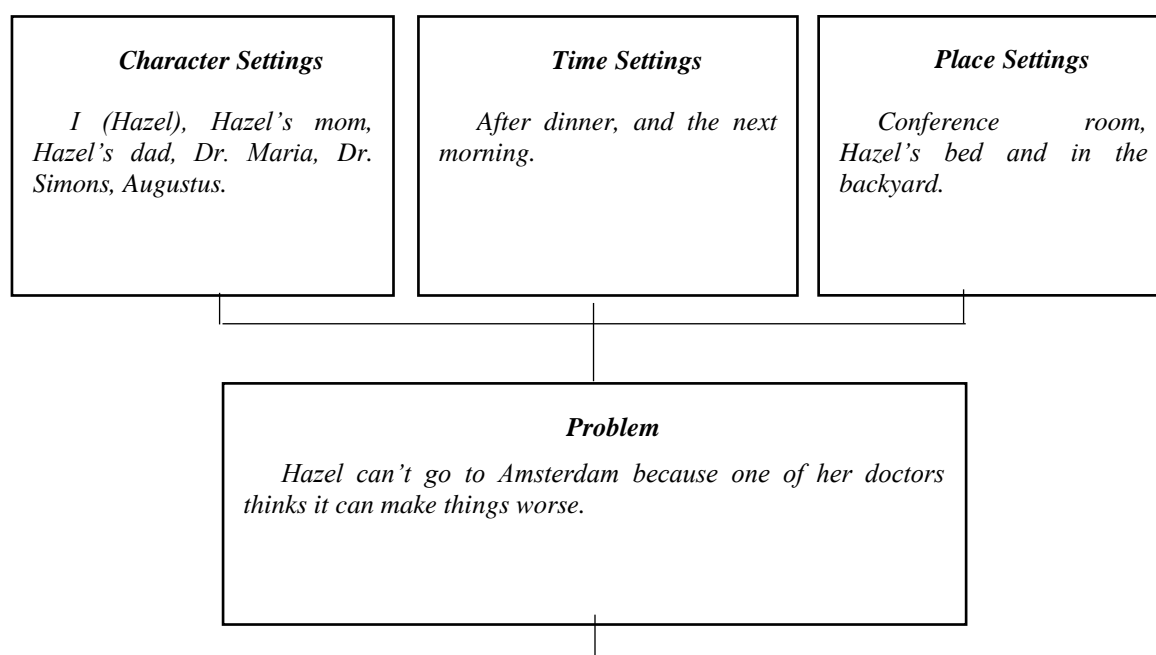 Character Settings
I (Hazel), Hazel’s mom,
Hazel’s dad, Dr. Maria, Dr.
Simons, Augustus.
Time Settings
After dinner, and the next
morning.
Place Settings
Conference room,
Hazel’s bed and in the
backyard.
Problem
Hazel can’t go to Amsterdam because one of her doctors
thinks it can make things worse.